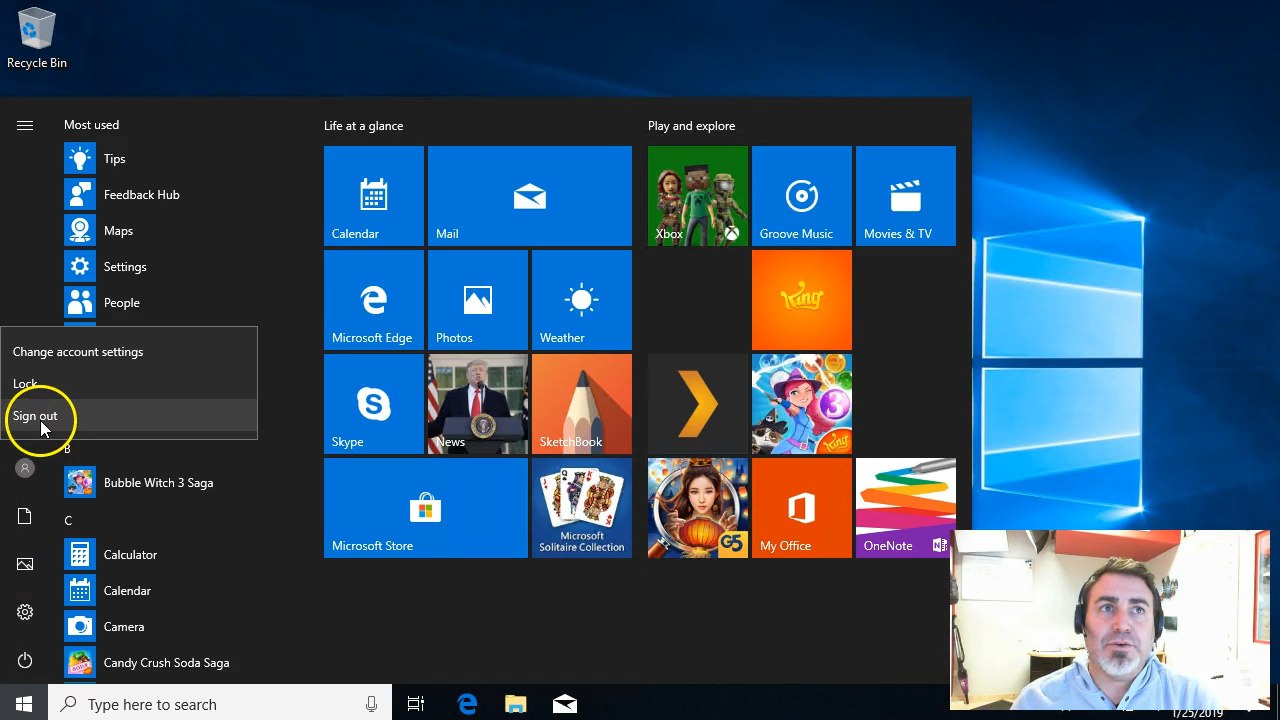 Recycle Bin
Most used
Tips
Feedback Hub
Maps
Settings
People
Change account settings
Lock
Sign out
B
Bubble Witch 3 Saga
C
Calculator
Calendar
Camera
Candy Crush Soda Saga
Life at a glance
Calendar
Mail
Microsoft Edge
Photos
Weather
Skype
News
SketchBook
Microsoft Store
Microsoft
Solitaire Collection
Play and explore
Xbox
Groove Music
Movies & TV
King
3
King
G5
My Office
OneNote
N
Type here to search
1/25/2019